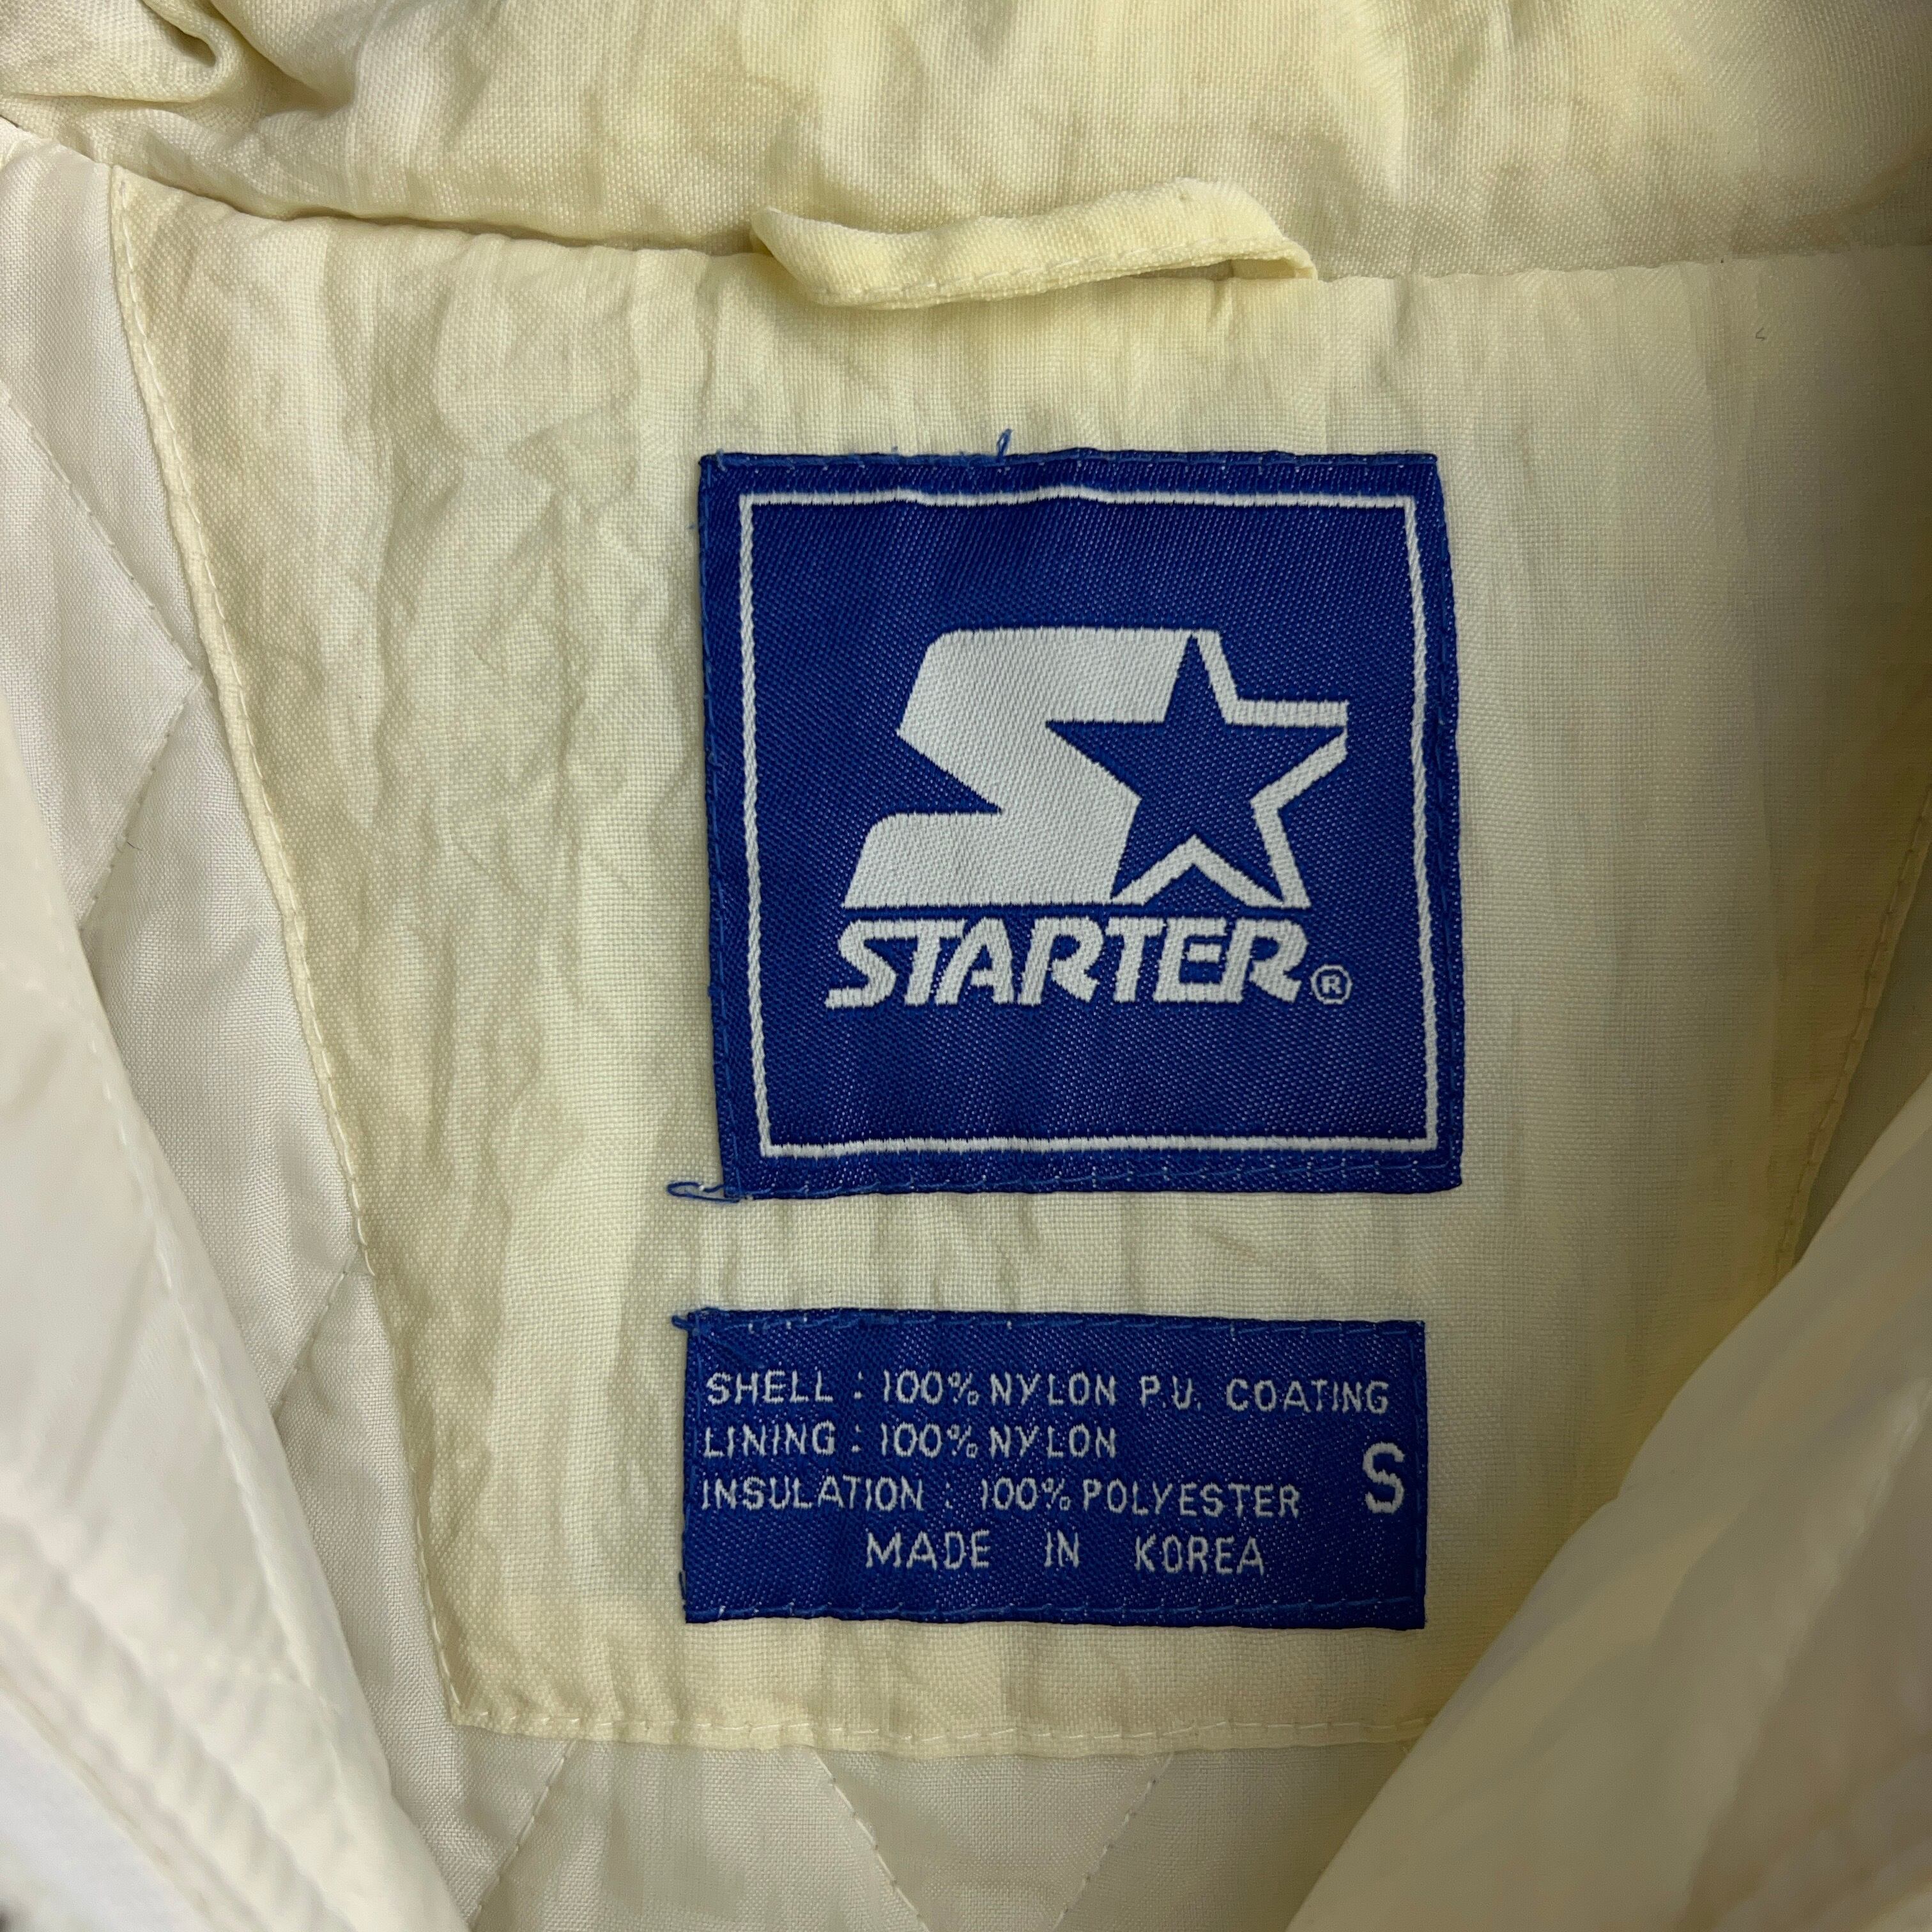 STARTER®
SHELL : 100% NYLON P.U. COATING
LINING : 100% NYLON
INSULATION : 100% POLYESTER S
MADE IN KOREA